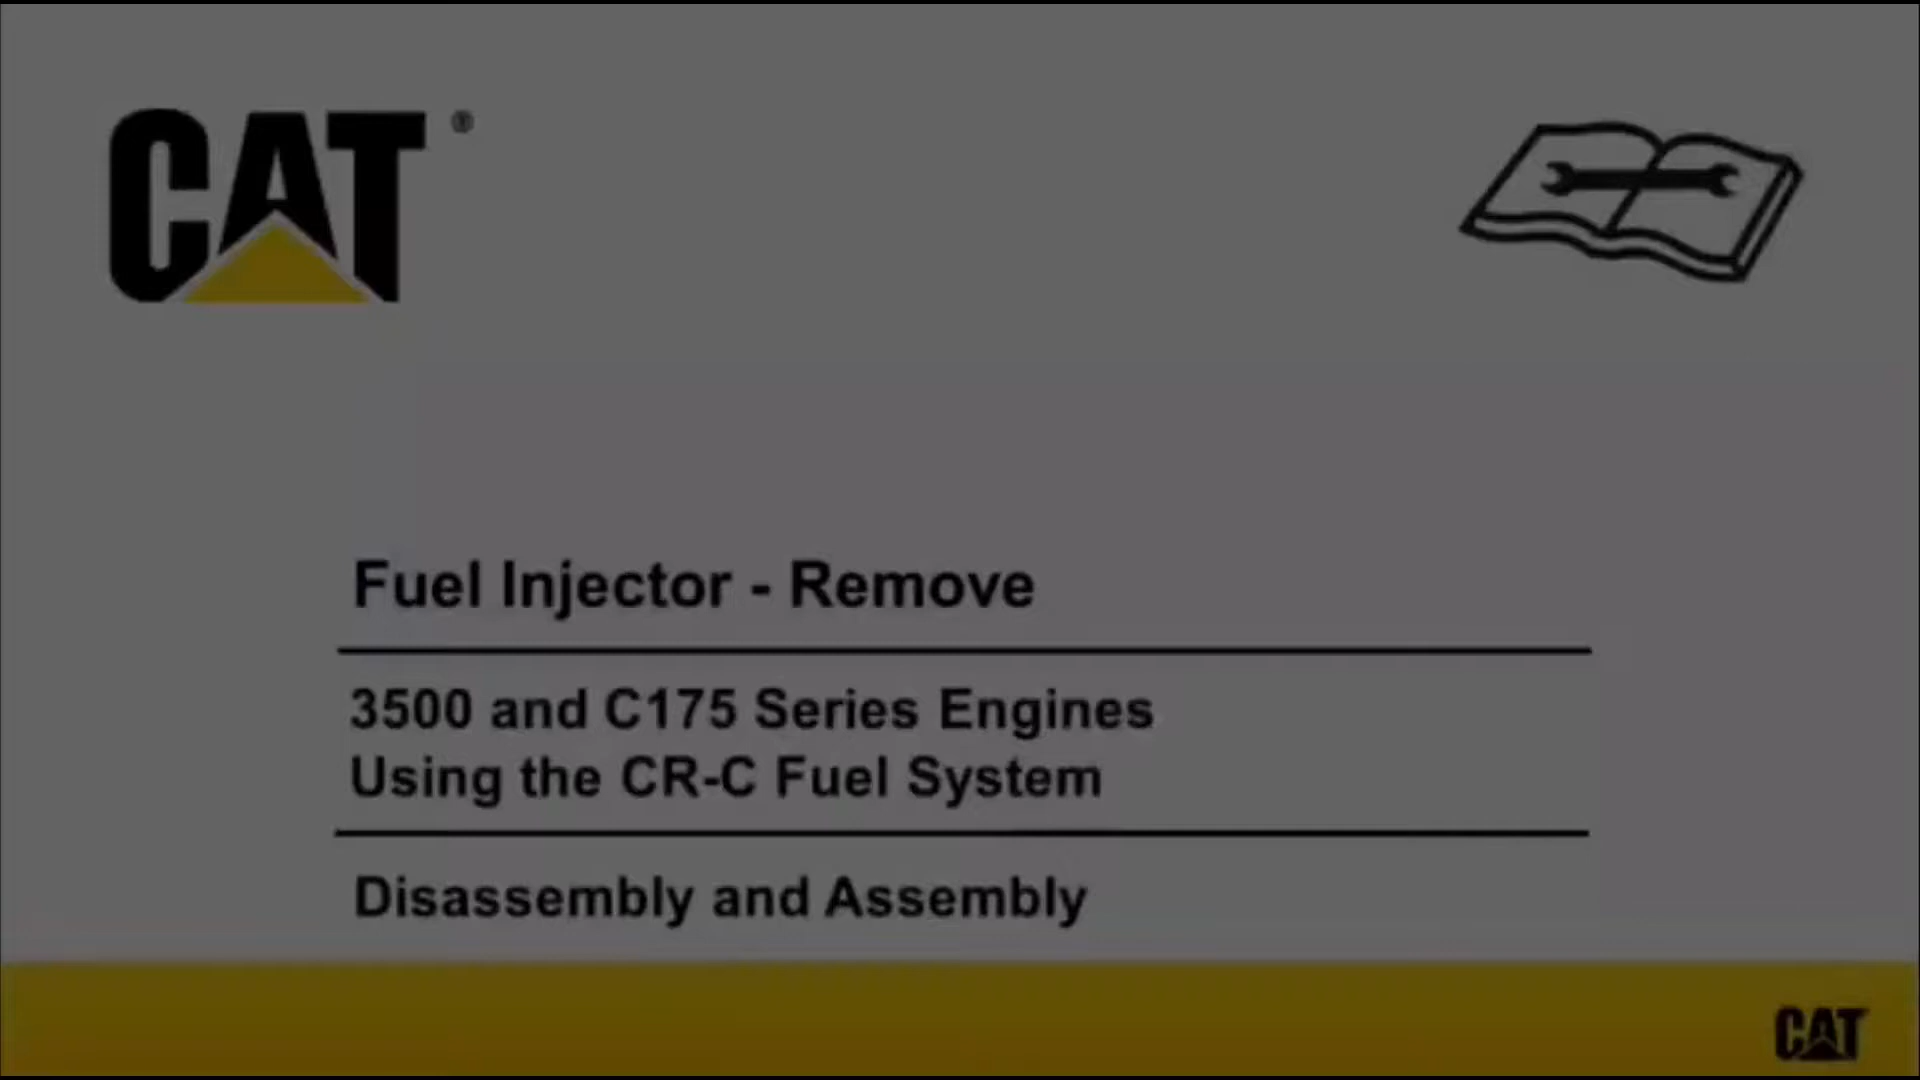 CAT ®
Fuel Injector - Remove
3500 and C175 Series Engines
Using the CR-C Fuel System
Disassembly and Assembly
CAT